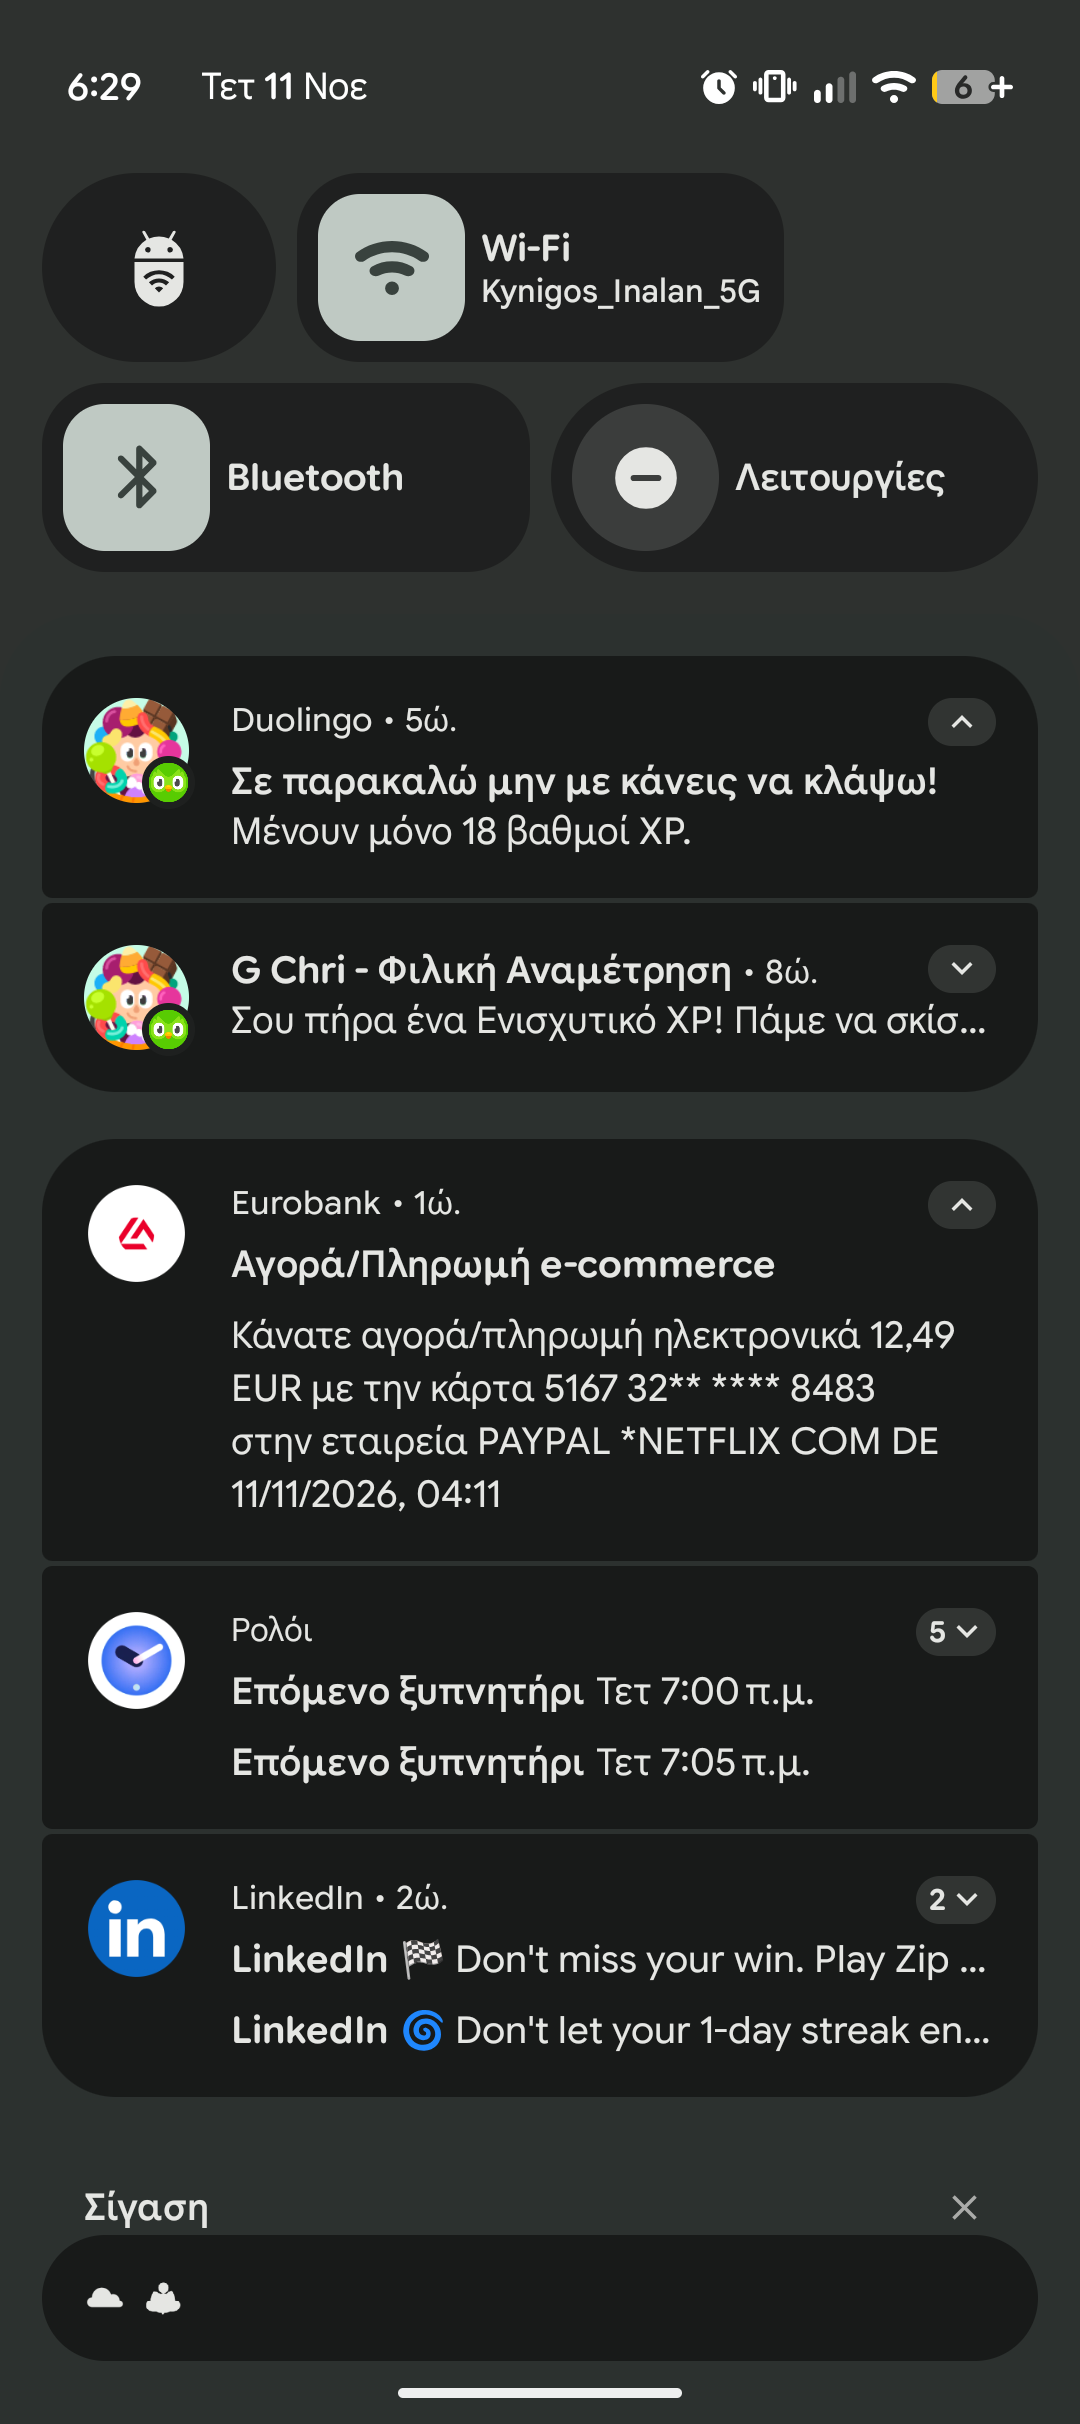 6:29 Τετ 11 Νοε 6
Wi-Fi
Kynigos_Inalan_5G
Bluetooth
Λειτουργίες
Duolingo • 5ώ.
Σε παρακαλώ μην με κάνεις να κλάψω!
Μένουν μόνο 18 βαθμοί XP.
G Chri - Φιλική Αναμέτρηση • 8ώ.
Σου πήρα ένα Ενισχυτικό XP! Πάμε να σκίσ...
Eurobank • 1ώ.
Αγορά/Πληρωμή e-commerce
Κάνατε αγορά/πληρωμή ηλεκτρονικά 12,49
EUR με την κάρτα 5167 32** **** 8483
στην εταιρεία PAYPAL *NETFLIX COM DE
11/11/2026, 04:11
Ρολόι
5
Επόμενο ξυπνητήρι Τετ 7:00 π.μ.
Επόμενο ξυπνητήρι Τετ 7:05 π.μ.
LinkedIn • 2ώ.
2
LinkedIn 🏁 Don't miss your win. Play Zip ...
LinkedIn 🌀 Don't let your 1-day streak en...
Σίγαση